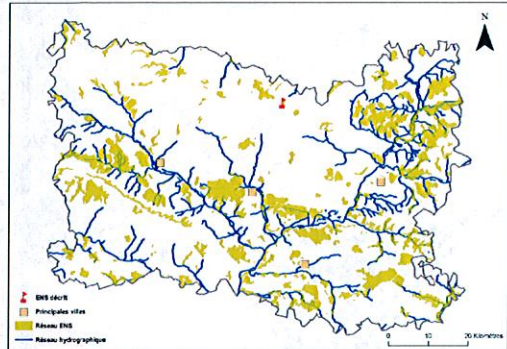 N
ENS décrit
Principales villes
Réseau ENS
Réseau hydrographique
0 10 20 Kilomètres